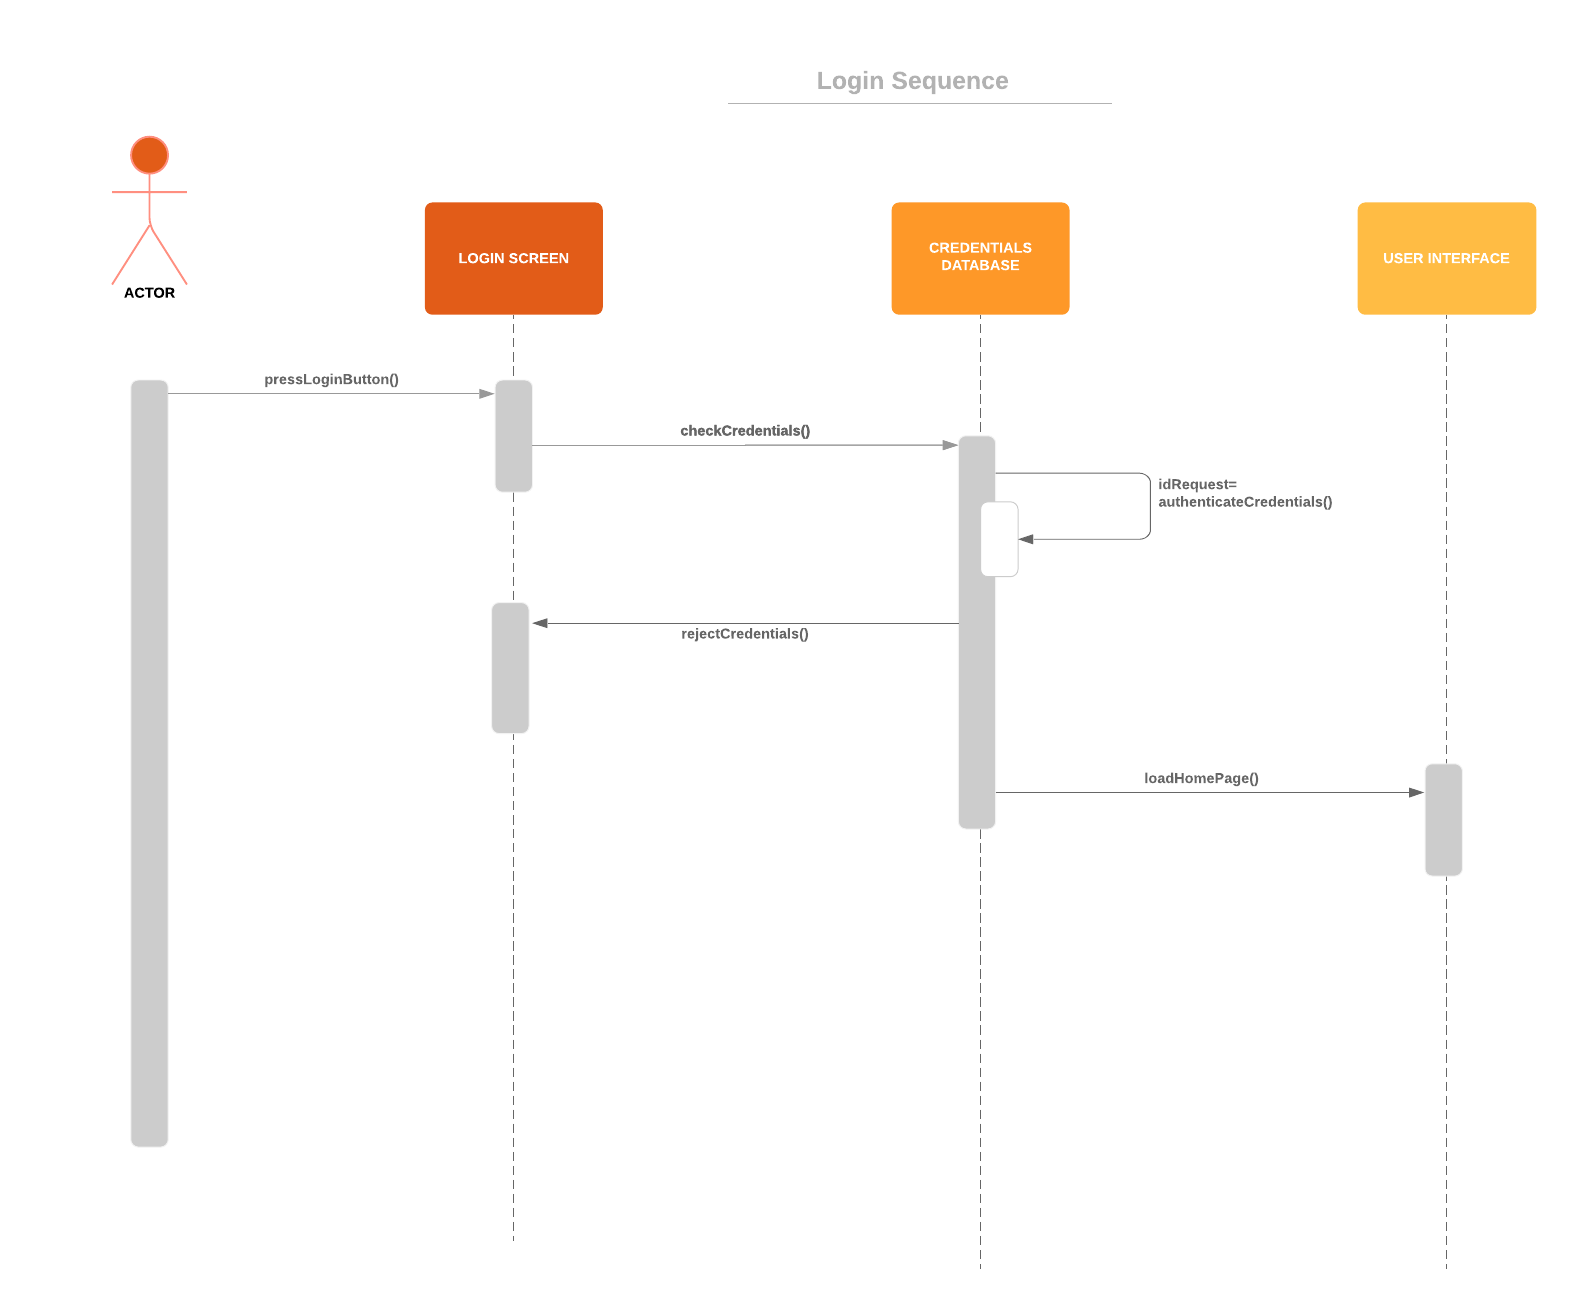 Login Sequence
ACTOR
LOGIN SCREEN
CREDENTIALS
DATABASE
USER INTERFACE
pressLoginButton()
checkCredentials()
idRequest=
authenticateCredentials()
rejectCredentials()
loadHomePage()